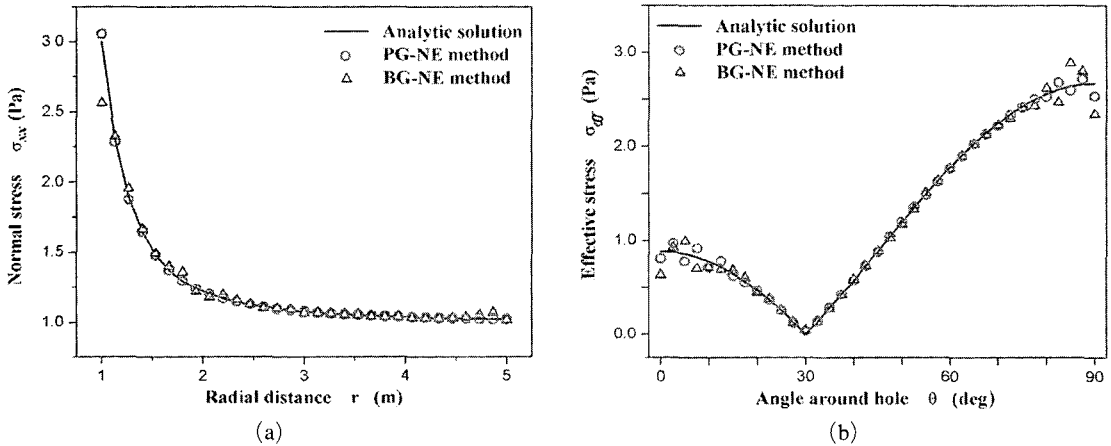 Analytic solution
PG-NE method
BG-NE method
3.0
2.5
2.0
1.5
1.0
Normal stress σxx (Pa)
1
2
3
4
5
Radial distance r (m)
(a)
Analytic solution
PG-NE method
BG-NE method
3.0
2.0
1.0
0.0
Effective stress σeff (Pa)
0
30
60
90
Angle around hole θ (deg)
(b)